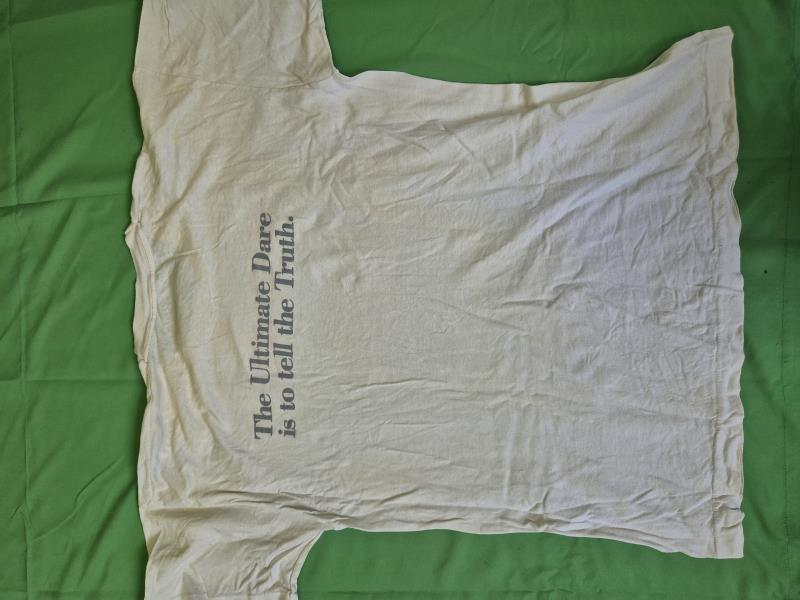 The Ultimate Dare
is to tell the Truth.